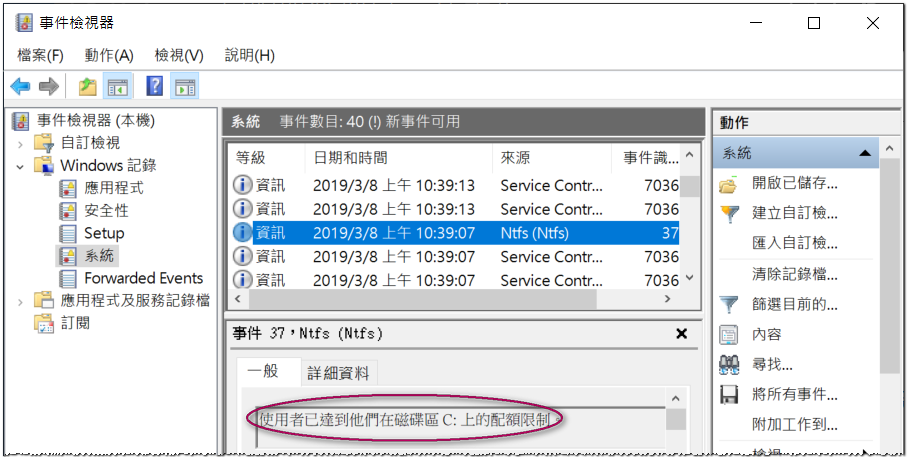 事件檢視器
檔案(F) 動作(A) 檢視(V) 說明(H)
事件檢視器 (本機)
自訂檢視
Windows 記錄
應用程式
安全性
Setup
系統
Forwarded Events
應用程式及服務記錄檔
訂閱
系統 事件數目: 40 (!) 新事件可用
等級 日期和時間 來源 事件識...
資訊 2019/3/8 上午 10:39:13 Service Contr... 7036
資訊 2019/3/8 上午 10:39:13 Service Contr... 7036
資訊 2019/3/8 上午 10:39:07 Ntfs (Ntfs) 37
資訊 2019/3/8 上午 10:39:07 Service Contr... 7036
資訊 2019/3/8 上午 10:39:07 Service Contr... 7036
事件 37，Ntfs (Ntfs)
一般 詳細資料
使用者已達到他們在磁碟區 C: 上的配額限制。
動作
系統
開啟已儲存...
建立自訂檢...
匯入自訂檢...
清除記錄檔...
篩選目前的...
內容
尋找...
將所有事件...
附加工作到...